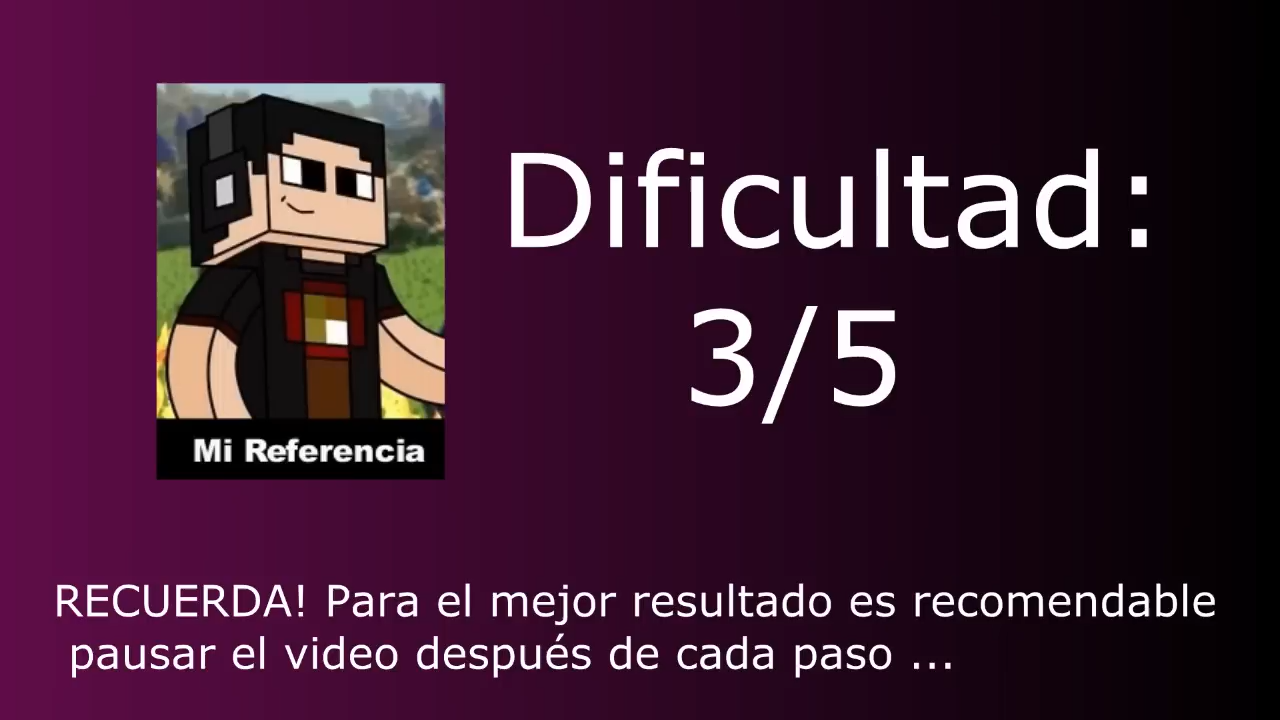 Dificultad:
3/5
Mi Referencia
RECUERDA! Para el mejor resultado es recomendable
pausar el video después de cada paso ...